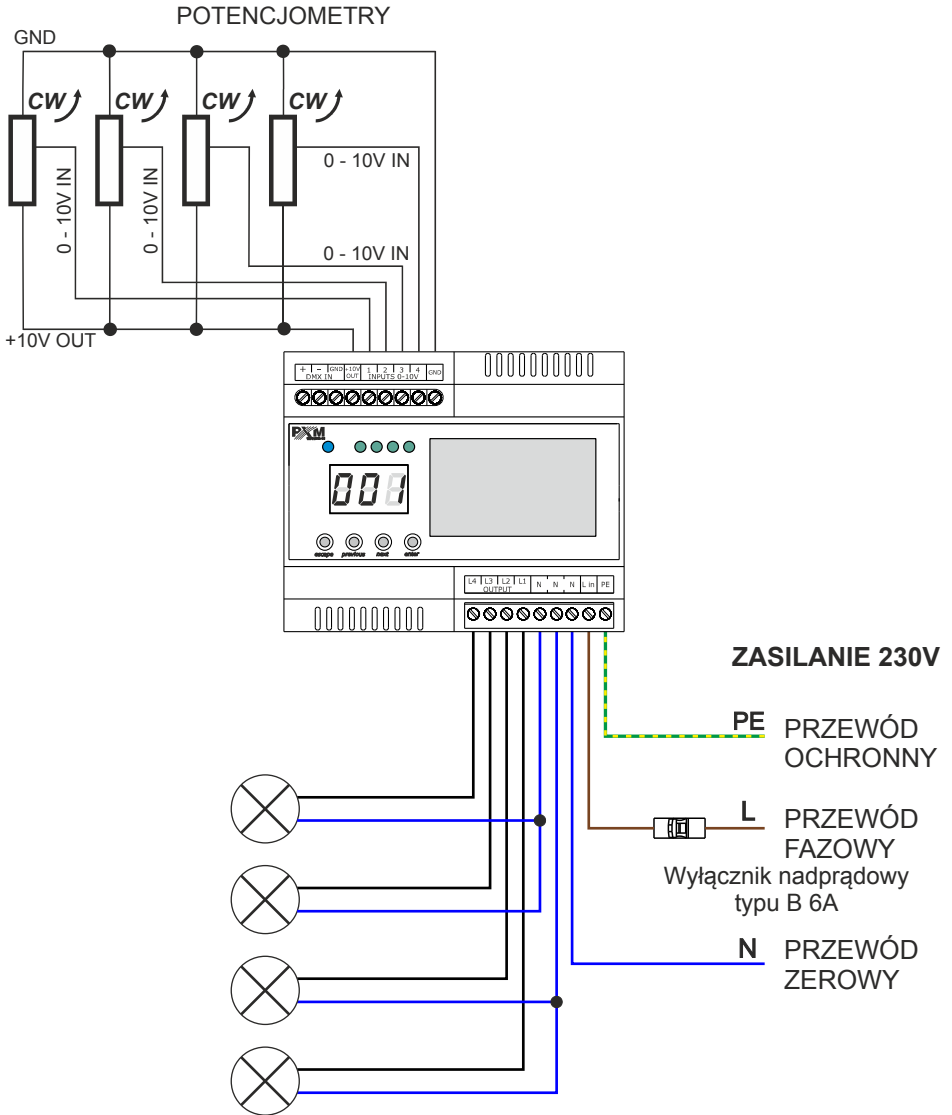 POTENCJOMETRY
GND
CW CW CW CW
0 - 10V IN
0 - 10V IN
0 - 10V IN
0 - 10V IN
+10V OUT
+ - GND +10V OUT 1 2 3 4 GND
DMX IN INPUTS 0-10V
PXM
001
escape previous next enter
L4 L3 L2 L1 N N N L in PE
OUTPUT
ZASILANIE 230V
PE PRZEWÓD
OCHRONNY
L PRZEWÓD
FAZOWY
Wyłącznik nadprądowy
typu B 6A
N PRZEWÓD
ZEROWY